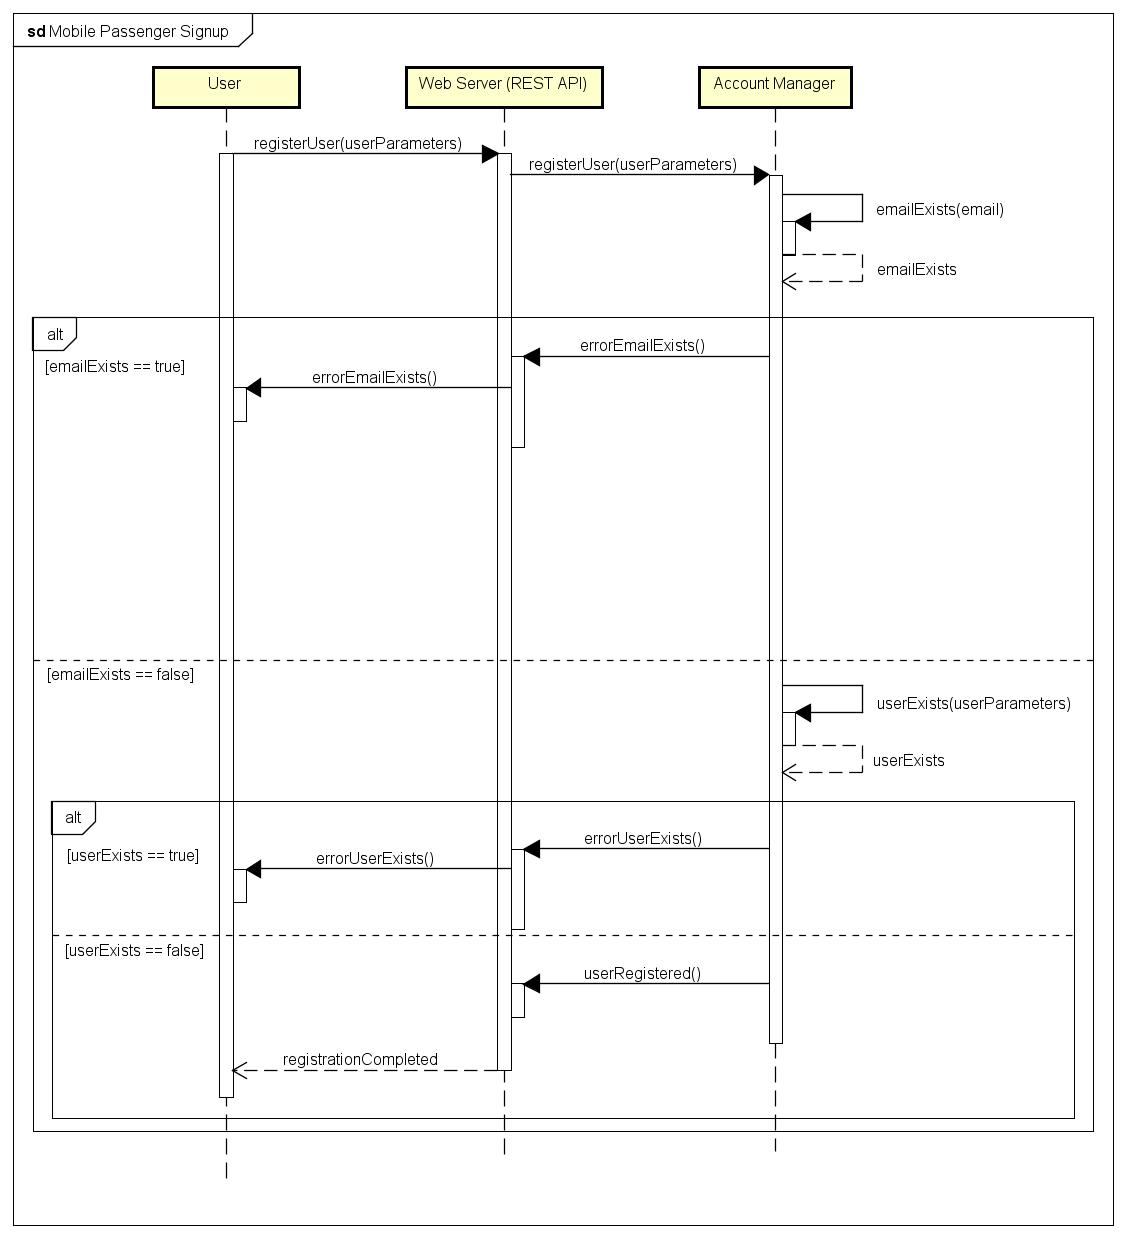 sd Mobile Passenger Signup
User
Web Server (REST API)
Account Manager
registerUser(userParameters)
registerUser(userParameters)
emailExists(email)
emailExists
alt
[emailExists == true]
errorEmailExists()
errorEmailExists()
[emailExists == false]
userExists(userParameters)
userExists
alt
[userExists == true]
errorUserExists()
errorUserExists()
[userExists == false]
userRegistered()
registrationCompleted